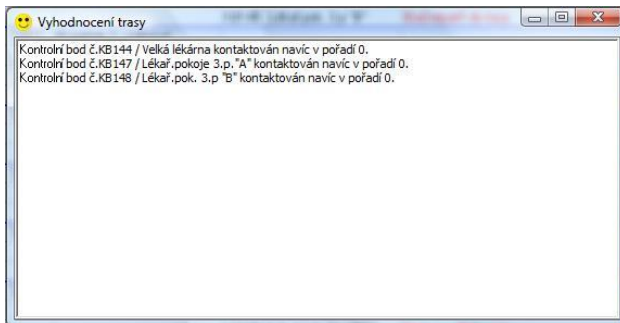 Vyhodnocení trasy
Kontrolní bod č.KB144 / Velká lékárna kontaktován navíc v pořadí 0.
Kontrolní bod č.KB147 / Lékař.pokoje 3.p."A" kontaktován navíc v pořadí 0.
Kontrolní bod č.KB148 / Lékař.pok. 3.p "B" kontaktován navíc v pořadí 0.